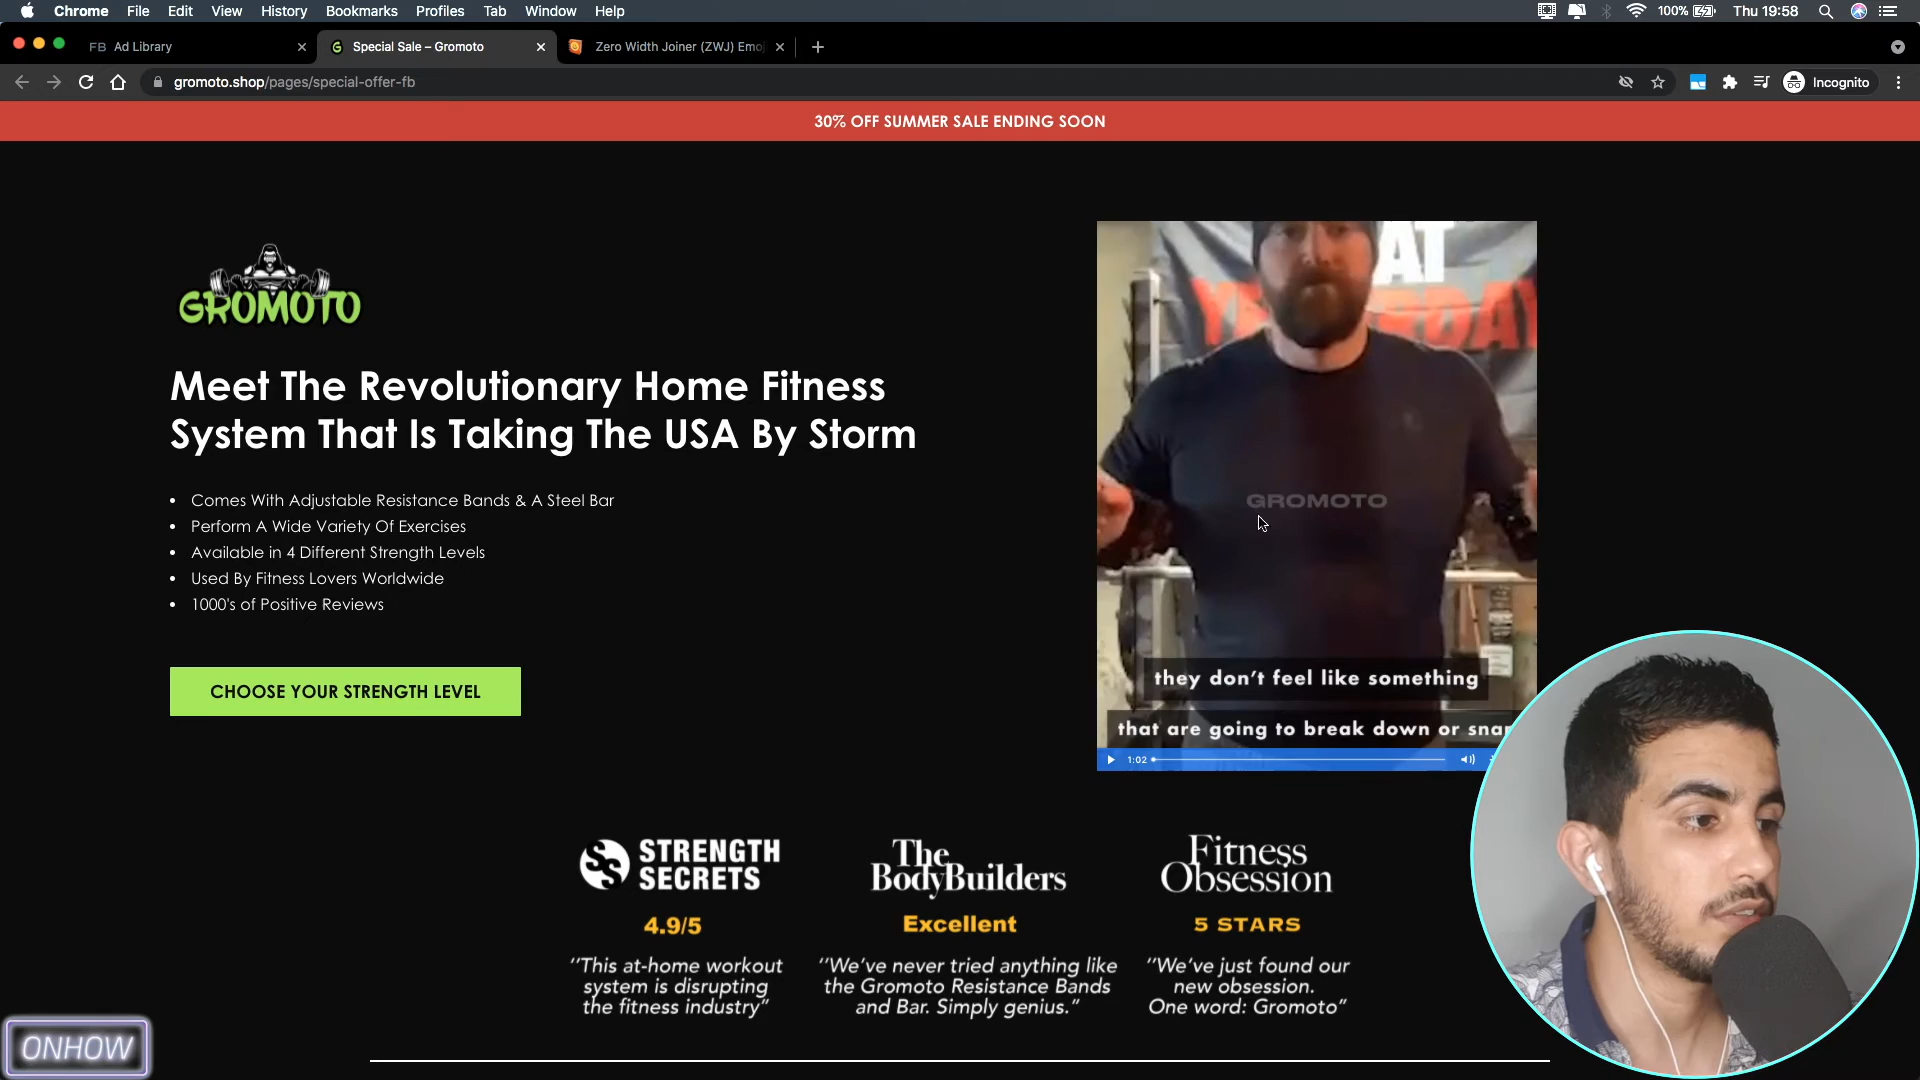 Chrome File Edit View History Bookmarks Profiles Tab Window Help 100% Thu 19:58
FB Ad Library
Special Sale – Gromoto
Zero Width Joiner (ZWJ) Emoj
gromoto.shop/pages/special-offer-fb
Incognito
30% OFF SUMMER SALE ENDING SOON
GROMOTO
Meet The Revolutionary Home Fitness
System That Is Taking The USA By Storm
• Comes With Adjustable Resistance Bands & A Steel Bar
• Perform A Wide Variety Of Exercises
• Available in 4 Different Strength Levels
• Used By Fitness Lovers Worldwide
• 1000's of Positive Reviews
CHOOSE YOUR STRENGTH LEVEL
AT
GROMOTO
they don't feel like something
that are going to break down or snap
1:02
STRENGTH
SECRETS
4.9/5
''This at-home workout
system is disrupting
the fitness industry”
The
BodyBuilders
Excellent
''We've never tried anything like
the Gromoto Resistance Bands
and Bar. Simply genius.”
Fitness
Obsession
5 STARS
''We've just found our
new obsession.
One word: Gromoto”
ONHOW